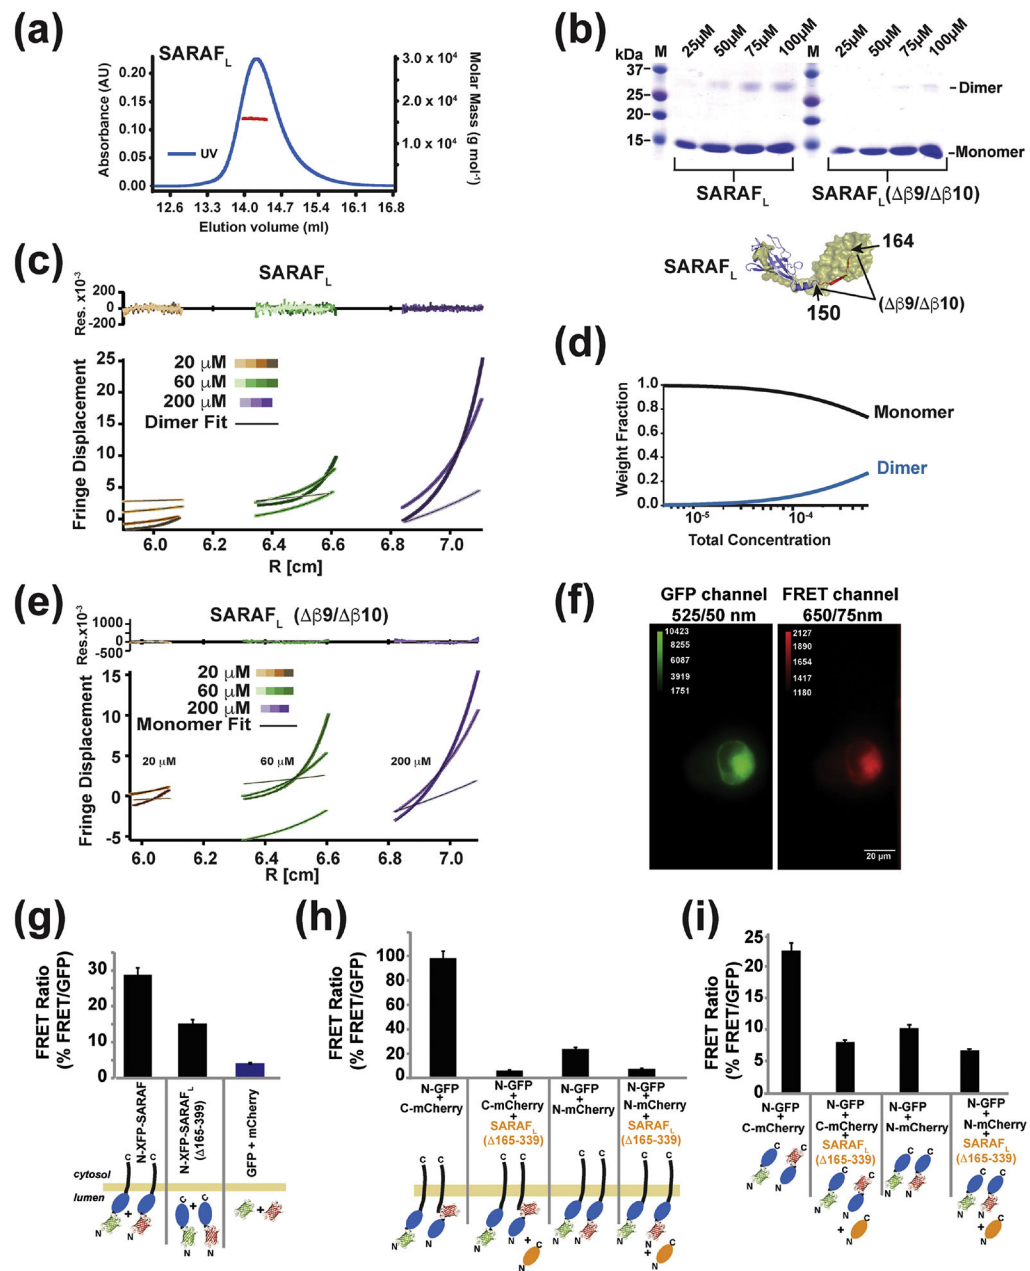 (a)
SARAF_L
Absorbance (AU)
0.20
0.15
0.10
0.05
0.00
UV
3.0 x 10⁴
2.0 x 10⁴
1.0 x 10⁴
Molar Mass (g mol⁻¹)
12.6 13.3 14.0 14.7 15.4 16.1 16.8
Elution volume (ml)
(b)
kDa M 25µM 50µM 75µM 100µM M 25µM 50µM 75µM 100µM
37-
25-
20-
15-
-Dimer
-Monomer
SARAF_L SARAF_L(Δβ9/Δβ10)
SARAF_L
164
(Δβ9/Δβ10)
150
(c)
SARAF_L
Res. x10⁻³
200
0
-200
Fringe Displacement
25
20
15
10
5
0
20 µM
60 µM
200 µM
Dimer Fit
6.0 6.2 6.4 6.6 6.8 7.0
R [cm]
(d)
Weight Fraction
1.0
0.8
0.6
0.4
0.2
0.0
Monomer
Dimer
10⁻⁵ 10⁻⁴
Total Concentration
(e)
SARAF_L (Δβ9/Δβ10)
Res.x10⁻³
1000
0
-500
Fringe Displacement
15
10
5
0
-5
20 µM
60 µM
200 µM
Monomer Fit
20 µM 60 µM 200 µM
6.0 6.2 6.4 6.6 6.8 7.0
R [cm]
(f)
GFP channel
525/50 nm
FRET channel
650/75nm
10423
8255
6087
3919
1751
2127
1890
1654
1417
1180
20 µm
(g)
FRET Ratio
(% FRET/GFP)
30
20
10
0
N-XFP-SARAF
N-XFP-SARAF_L
(Δ165-399)
GFP + mCherry
cytosol
lumen
C C
+
N N
C C
+
N N
+
(h)
FRET Ratio
(% FRET/GFP)
100
80
60
40
20
0
N-GFP
+
C-mCherry
N-GFP
+
C-mCherry
+
SARAF_L
(Δ165-339)
N-GFP
+
N-mCherry
N-GFP
+
N-mCherry
+
SARAF_L
(Δ165-339)
C C
N N
C C
N N
+
C
N
C C
N N
C C
N N
+
C
N
(i)
FRET Ratio
(% FRET/GFP)
25
20
15
10
5
0
N-GFP
+
C-mCherry
N-GFP
+
C-mCherry
+
SARAF_L
(Δ165-339)
N-GFP
+
N-mCherry
N-GFP
+
N-mCherry
+
SARAF_L
(Δ165-339)
C C
N N
C C
N N
+
C
N
C C
N N
C C
N N
+
C
N